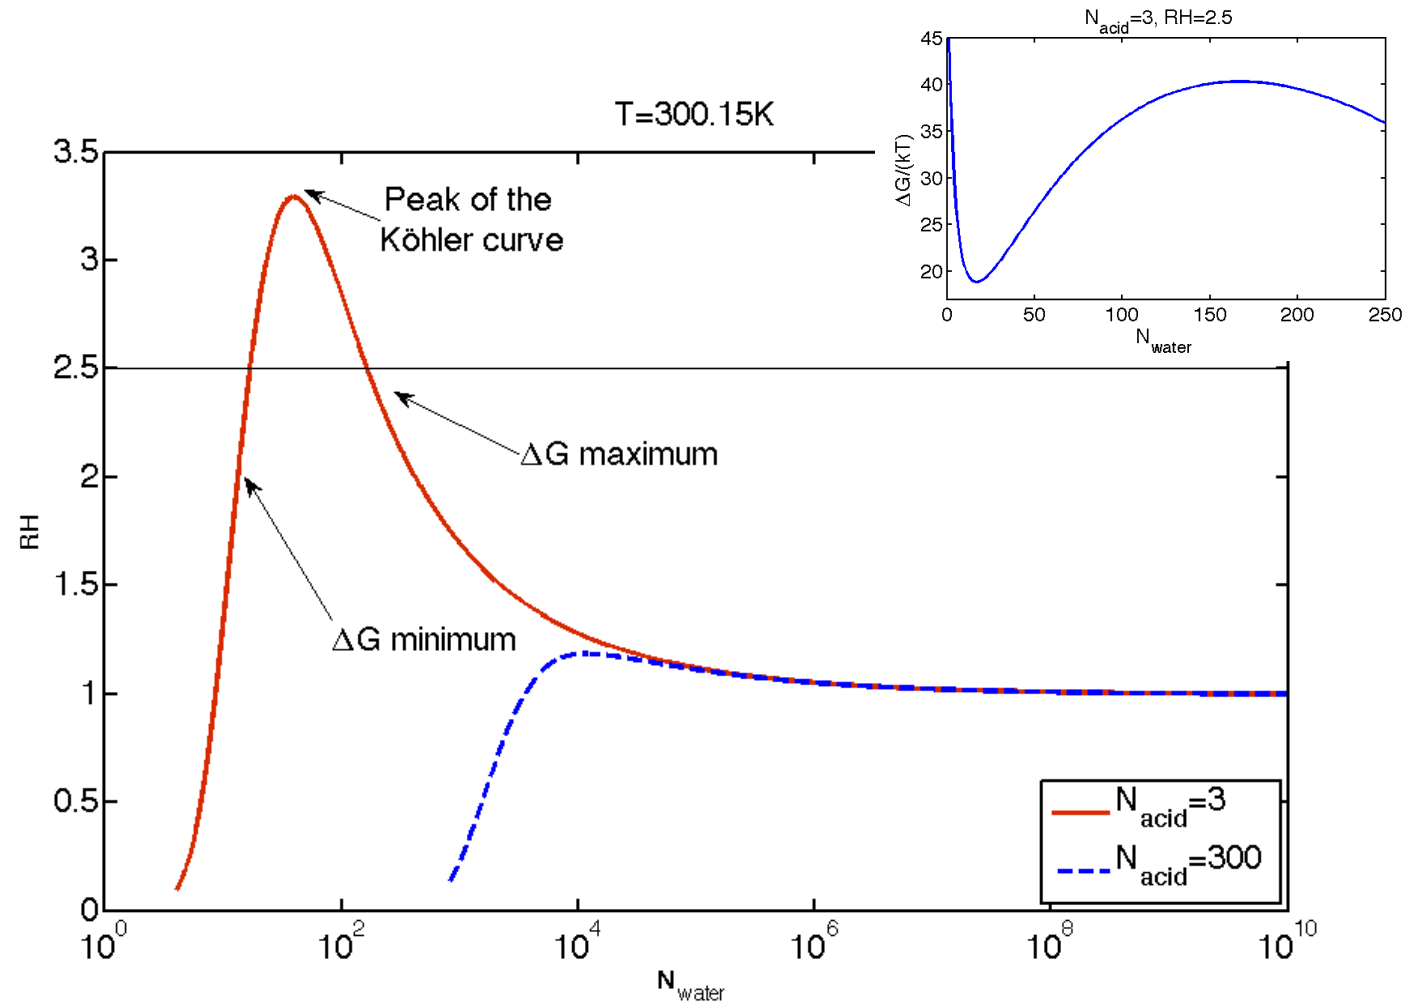 N_acid=3, RH=2.5
45
40
35
30
25
20
ΔG/(kT)
0 50 100 150 200 250
N_water
T=300.15K
3.5
3
2.5
2
1.5
1
0.5
0
RH
Peak of the
Köhler curve
ΔG maximum
ΔG minimum
N_acid=3
N_acid=300
10^0 10^2 10^4 10^6 10^8 10^10
N_water